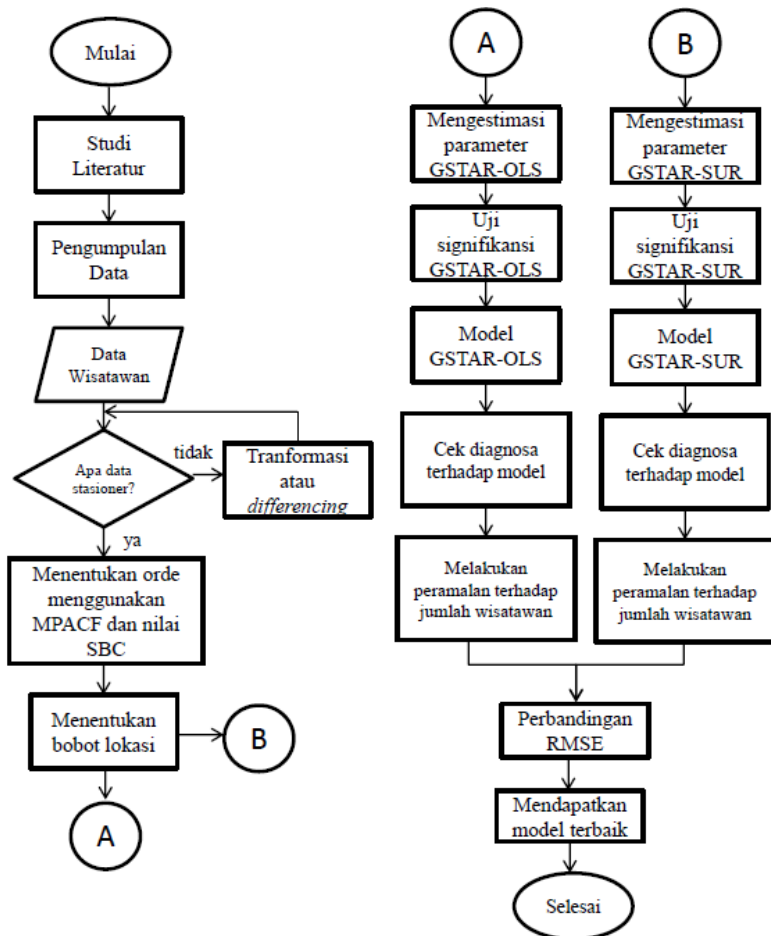 Mulai
Studi
Literatur
Pengumpulan
Data
Data
Wisatawan
Apa data
stasioner?
tidak
Tranformasi
atau
differencing
ya
Menentukan orde
menggunakan
MPACF dan nilai
SBC
Menentukan
bobot lokasi
B
A
A
Mengestimasi
parameter
GSTAR-OLS
Uji
signifikansi
GSTAR-OLS
Model
GSTAR-OLS
Cek diagnosa
terhadap model
Melakukan
peramalan terhadap
jumlah wisatawan
B
Mengestimasi
parameter
GSTAR-SUR
Uji
signifikansi
GSTAR-SUR
Model
GSTAR-SUR
Cek diagnosa
terhadap model
Melakukan
peramalan terhadap
jumlah wisatawan
Perbandingan
RMSE
Mendapatkan
model terbaik
Selesai